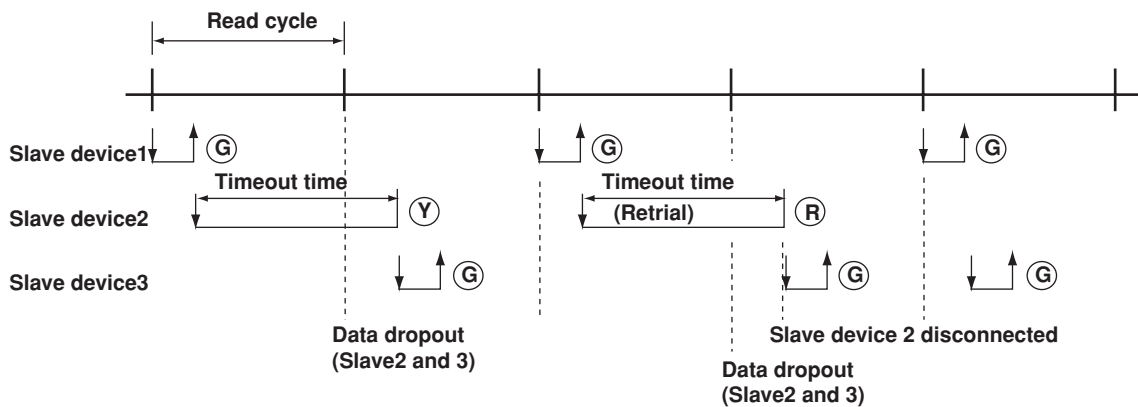 Read cycle
Slave device1
G
G
G
Timeout time
Timeout time
Slave device2
Y
(Retrial)
R
Slave device3
G
G
G
Data dropout
(Slave2 and 3)
Slave device 2 disconnected
Data dropout
(Slave2 and 3)